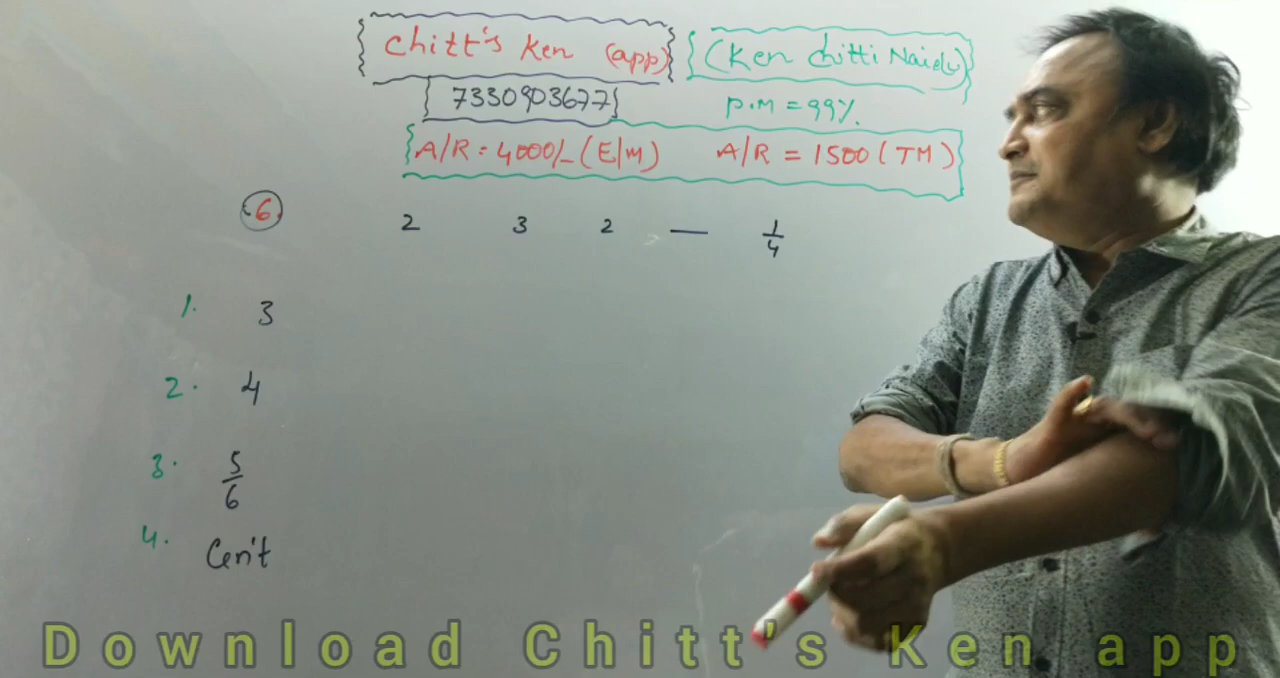 Chitt's Ken (app) (Ken Chitti Naidu)
7330903677 P.M = 99%.
A/R = 4000/- (E/M) A/R = 1500 (TM)
6 2 3 2 — 1/4
1. 3
2. 4
3. 5/6
4. Can't
Download Chitt's Ken app